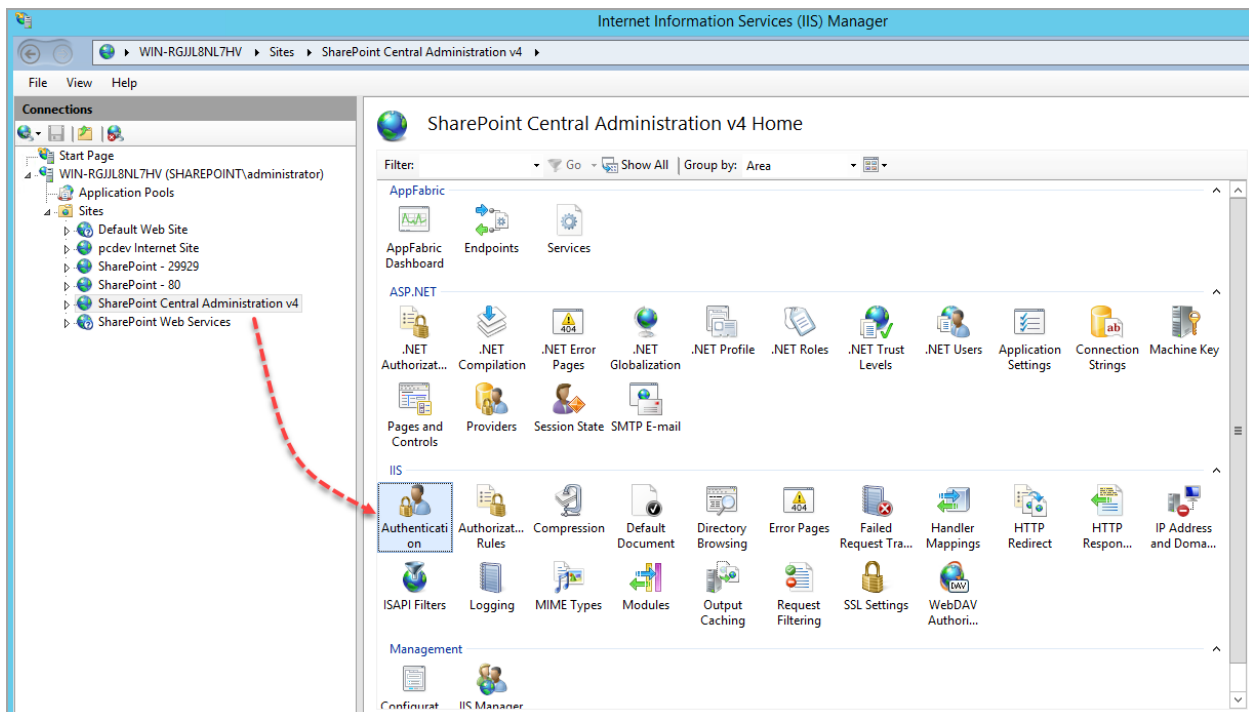 Internet Information Services (IIS) Manager
WIN-RGJJL8NL7HV Sites SharePoint Central Administration v4
File View Help
Connections
Start Page
WIN-RGJJL8NL7HV (SHAREPOINT\administrator)
Application Pools
Sites
Default Web Site
pcdev Internet Site
SharePoint - 29929
SharePoint - 80
SharePoint Central Administration v4
SharePoint Web Services
SharePoint Central Administration v4 Home
Filter: Go Show All Group by: Area
AppFabric
AppFabric Endpoints Services
Dashboard
ASP.NET
.NET .NET .NET Error .NET .NET Profile .NET Roles .NET Trust .NET Users Application Connection Machine Key
Authorizat... Compilation Pages Globalization Levels Settings Strings
Pages and Providers Session State SMTP E-mail
Controls
IIS
Authenticati Authorizat... Compression Default Directory Error Pages Failed Handler HTTP HTTP IP Address
on Rules Document Browsing Request Tra... Mappings Redirect Respon... and Doma...
ISAPI Filters Logging MIME Types Modules Output Request SSL Settings WebDAV
Caching Filtering Authori...
Management
Configurat... IIS Manager